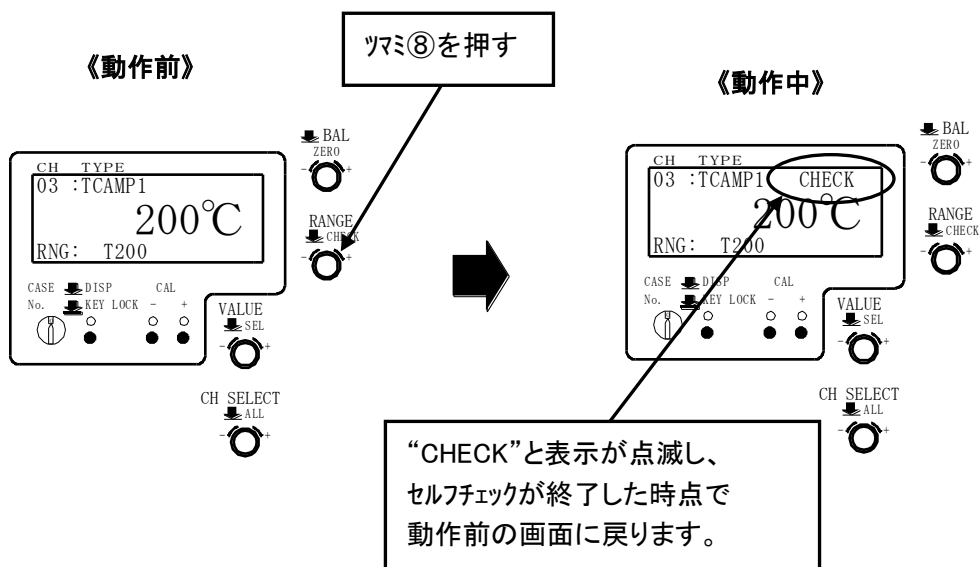 ﾂﾏﾐ⑧を押す
《動作前》
《動作中》
BAL
ZERO
- +
CH TYPE
03 :TCAMP1
200℃
RNG: T200
RANGE
CHECK
- +
CASE DISP CAL
No. KEY LOCK - +
VALUE
SEL
- +
CH SELECT
ALL
- +
BAL
ZERO
- +
CH TYPE
03 :TCAMP1 CHECK
200℃
RNG: T200
RANGE
CHECK
- +
CASE DISP CAL
No. KEY LOCK - +
VALUE
SEL
- +
CH SELECT
ALL
- +
“CHECK”と表示が点滅し、
ｾﾙﾌﾁｪｯｸが終了した時点で
動作前の画面に戻ります。